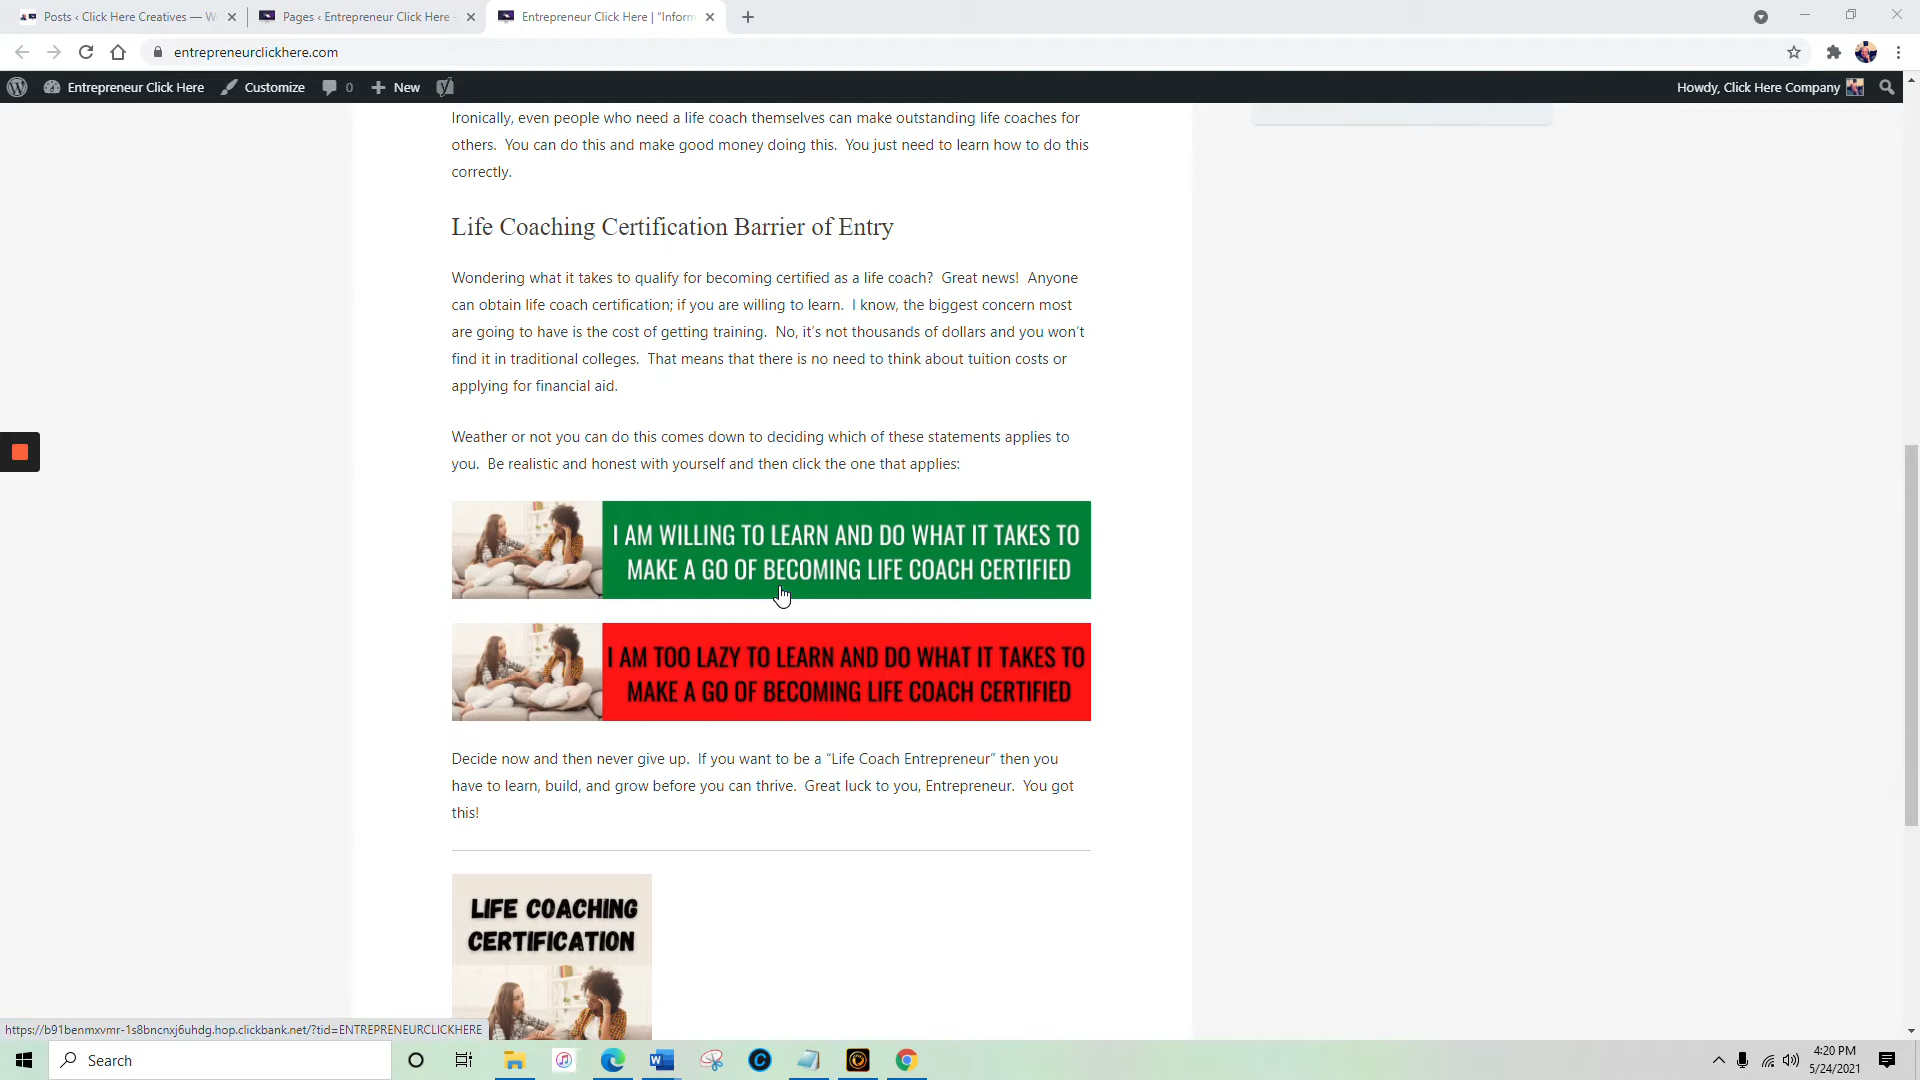 Posts ‹ Click Here Creatives — W
Pages ‹ Entrepreneur Click Here -
Entrepreneur Click Here | "Inform
entrepreneurclickhere.com
Entrepreneur Click Here
Customize
0
New
Howdy, Click Here Company
Ironically, even people who need a life coach themselves can make outstanding life coaches for
others.  You can do this and make good money doing this.  You just need to learn how to do this
correctly.
Life Coaching Certification Barrier of Entry
Wondering what it takes to qualify for becoming certified as a life coach?  Great news!  Anyone
can obtain life coach certification; if you are willing to learn.  I know, the biggest concern most
are going to have is the cost of getting training.  No, it’s not thousands of dollars and you won’t
find it in traditional colleges.  That means that there is no need to think about tuition costs or
applying for financial aid.
Weather or not you can do this comes down to deciding which of these statements applies to
you.  Be realistic and honest with yourself and then click the one that applies:
I AM WILLING TO LEARN AND DO WHAT IT TAKES TO
MAKE A GO OF BECOMING LIFE COACH CERTIFIED
I AM TOO LAZY TO LEARN AND DO WHAT IT TAKES TO
MAKE A GO OF BECOMING LIFE COACH CERTIFIED
Decide now and then never give up.  If you want to be a “Life Coach Entrepreneur” then you
have to learn, build, and grow before you can thrive.  Great luck to you, Entrepreneur.  You got
this!
LIFE COACHING
CERTIFICATION
https://b91benmxvmr-1s8bncnxj6uhdg.hop.clickbank.net/?tid=ENTREPRENEURCLICKHERE
Search
4:20 PM
5/24/2021